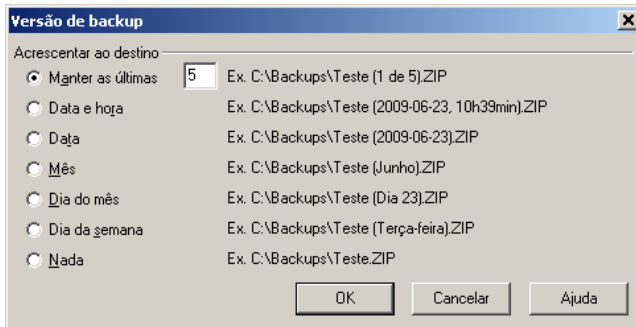 Versão de backup
Acrescentar ao destino
Manter as últimas 5 Ex. C:\Backups\Teste (1 de 5).ZIP
Data e hora Ex. C:\Backups\Teste (2009-06-23, 10h39min).ZIP
Data Ex. C:\Backups\Teste (2009-06-23).ZIP
Mês Ex. C:\Backups\Teste (Junho).ZIP
Dia do mês Ex. C:\Backups\Teste (Dia 23).ZIP
Dia da semana Ex. C:\Backups\Teste (Terça-feira).ZIP
Nada Ex. C:\Backups\Teste.ZIP
OK Cancelar Ajuda